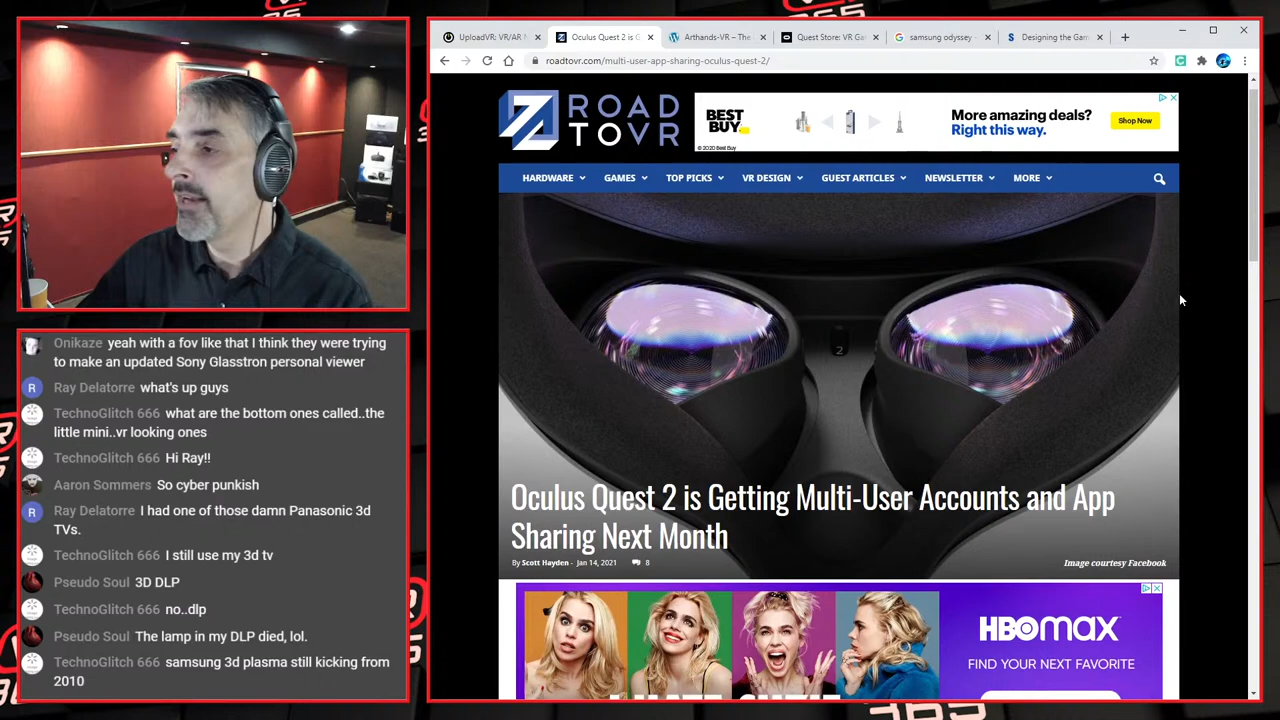 Onikaze yeah with a fov like that I think they were trying
to make an updated Sony Glasstron personal viewer
R Ray Delatorre what's up guys
TechnoGlitch 666 what are the bottom ones called..the
little mini..vr looking ones
TechnoGlitch 666 Hi Ray!!
Aaron Sommers So cyber punkish
R Ray Delatorre I had one of those damn Panasonic 3d
TVs.
TechnoGlitch 666 I still use my 3d tv
Pseudo Soul 3D DLP
TechnoGlitch 666 no..dlp
Pseudo Soul The lamp in my DLP died, lol.
TechnoGlitch 666 samsung 3d plasma still kicking from
2010
UploadVR: VR/AR N
Oculus Quest 2 is G
Arthands-VR – The
Quest Store: VR Ga
samsung odyssey
Designing the Gam
roadtovr.com/multi-user-app-sharing-oculus-quest-2/
ROAD
TOVR
BEST
BUY
© 2020 Best Buy
More amazing deals?
Right this way.
Shop Now
HARDWARE GAMES TOP PICKS VR DESIGN GUEST ARTICLES NEWSLETTER MORE
2
Oculus Quest 2 is Getting Multi-User Accounts and App
Sharing Next Month
By Scott Hayden - Jan 14, 2021 8
Image courtesy Facebook
HBOmax
FIND YOUR NEXT FAVORITE
365